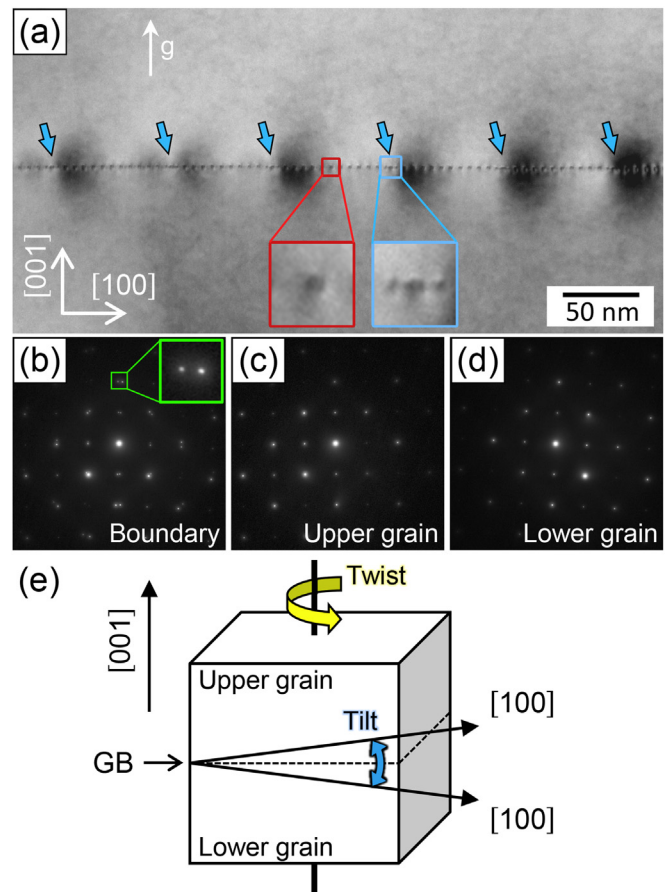 (a)
g
[001]
[100]
50 nm
(b)
Boundary
(c)
Upper grain
(d)
Lower grain
(e)
Twist
[001]
Upper grain
Tilt
[100]
GB
[100]
Lower grain